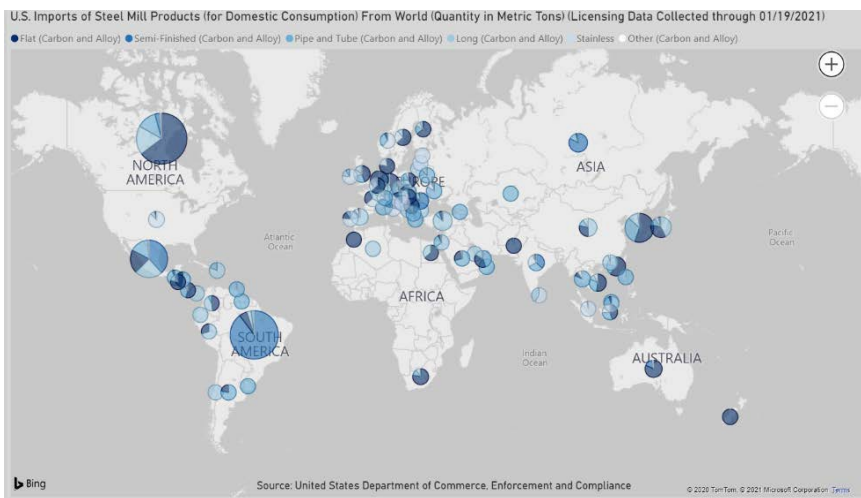 U.S. Imports of Steel Mill Products (for Domestic Consumption) From World (Quantity in Metric Tons) (Licensing Data Collected through 01/19/2021)
Flat (Carbon and Alloy) Semi-Finished (Carbon and Alloy) Pipe and Tube (Carbon and Alloy) Long (Carbon and Alloy) Stainless Other (Carbon and Alloy)
NORTH
AMERICA
ASIA
Atlantic
Ocean
Pacific
Ocean
AFRICA
SOUTH
AMERICA
Indian
Ocean
AUSTRALIA
Bing
Source: United States Department of Commerce, Enforcement and Compliance
© 2020 TomTom, © 2021 Microsoft Corporation Terms